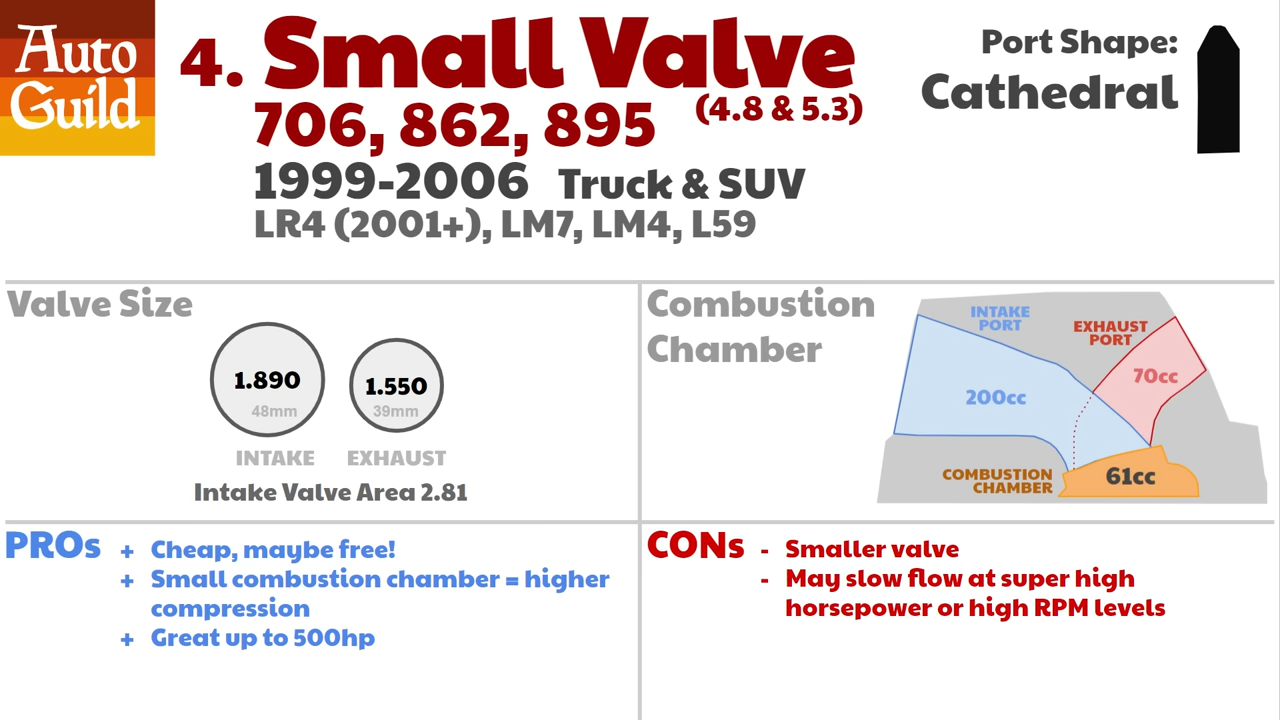 Auto
Guild
4. Small Valve
706, 862, 895 (4.8 & 5.3)
1999-2006 Truck & SUV
LR4 (2001+), LM7, LM4, L59
Port Shape:
Cathedral
Valve Size
1.890
48mm
INTAKE
1.550
39mm
EXHAUST
Intake Valve Area 2.81
Combustion
Chamber
INTAKE
PORT
EXHAUST
PORT
200cc
70cc
COMBUSTION
CHAMBER
61cc
PROs
+ Cheap, maybe free!
+ Small combustion chamber = higher
compression
+ Great up to 500hp
CONs
- Smaller valve
- May slow flow at super high
horsepower or high RPM levels